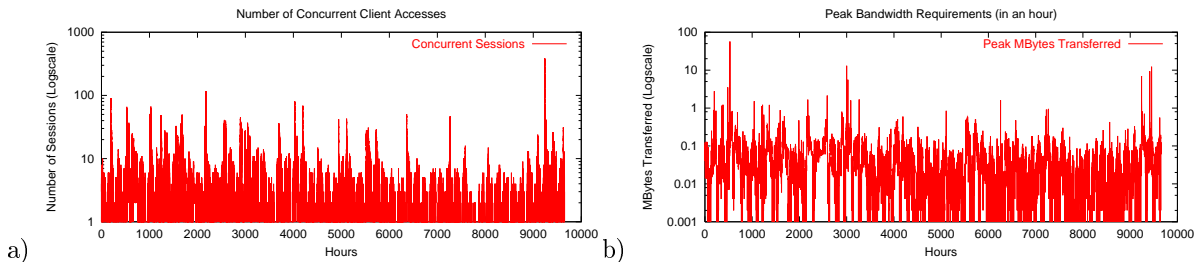 Number of Concurrent Client Accesses
Number of Sessions (Logscale)
1000
100
10
1
Concurrent Sessions
0 1000 2000 3000 4000 5000 6000 7000 8000 9000 10000
Hours
a)
Peak Bandwidth Requirements (in an hour)
MBytes Transferred (Logscale)
100
10
1
0.1
0.01
0.001
Peak MBytes Transferred
0 1000 2000 3000 4000 5000 6000 7000 8000 9000 10000
Hours
b)